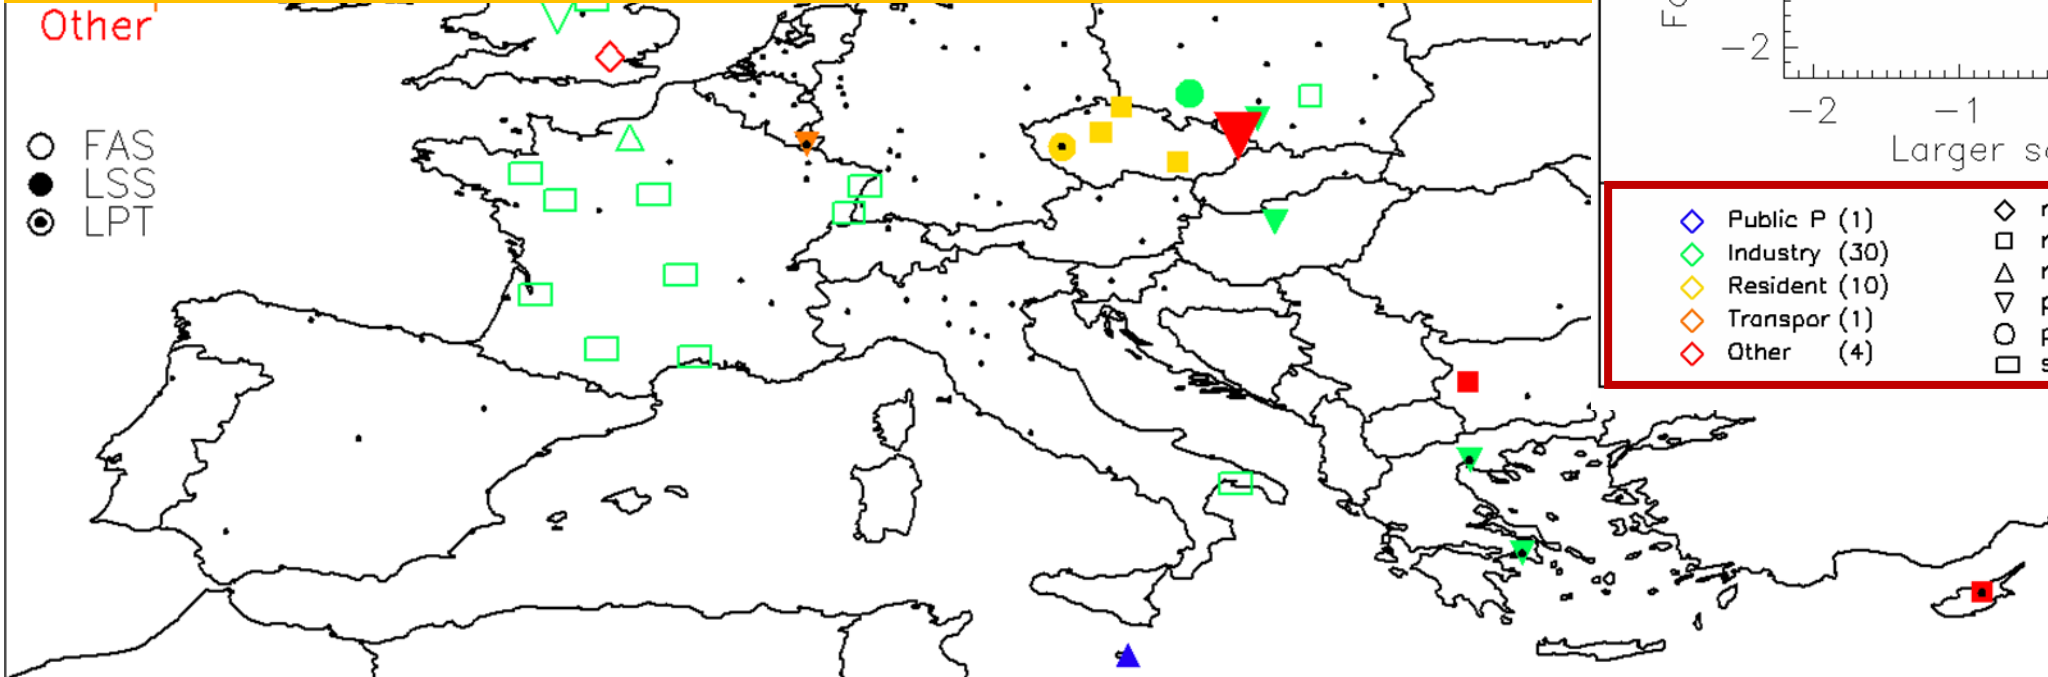 Other
FAS
LSS
LPT
-2
-2 -1
Larger
Public P (1)
Industry (30)
Resident (10)
Transpor (1)
Other (4)